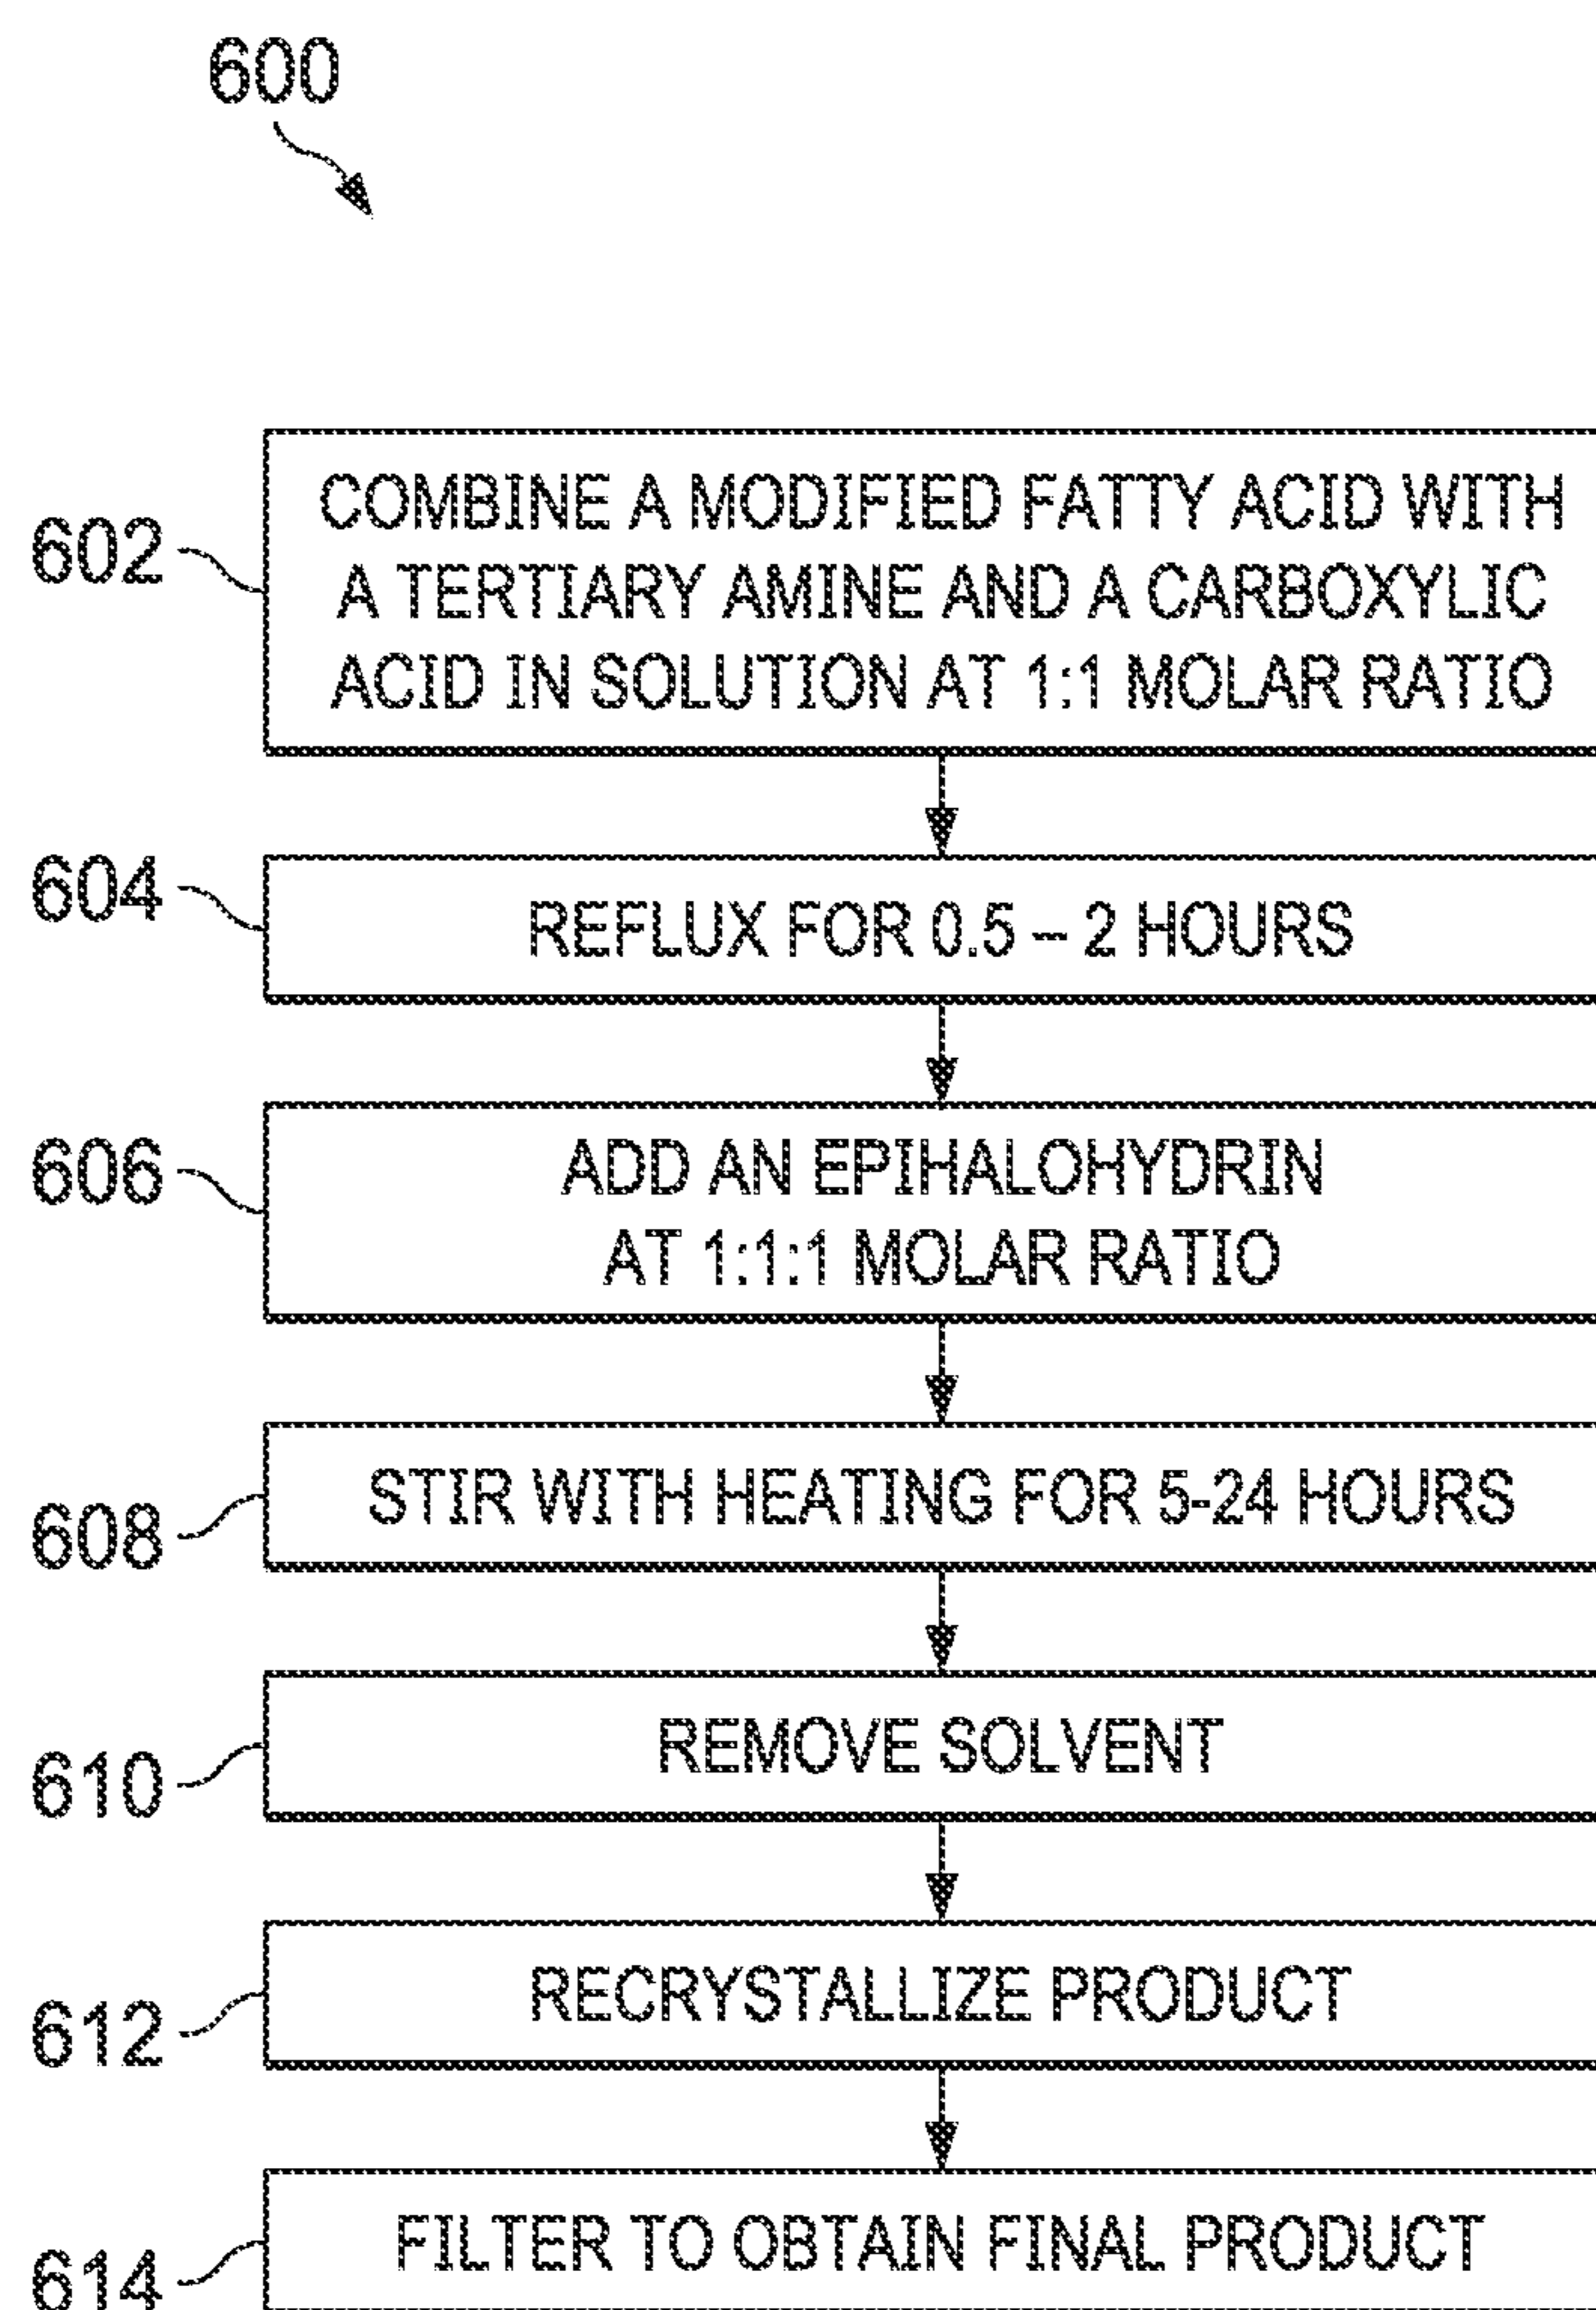 600
602
COMBINE A MODIFIED FATTY ACID WITH
A TERTIARY AMINE AND A CARBOXYLIC
ACID IN SOLUTION AT 1:1 MOLAR RATIO
604
REFLUX FOR 0.5 – 2 HOURS
606
ADD AN EPIHALOHYDRIN
AT 1:1:1 MOLAR RATIO
608
STIR WITH HEATING FOR 5-24 HOURS
610
REMOVE SOLVENT
612
RECRYSTALLIZE PRODUCT
614
FILTER TO OBTAIN FINAL PRODUCT